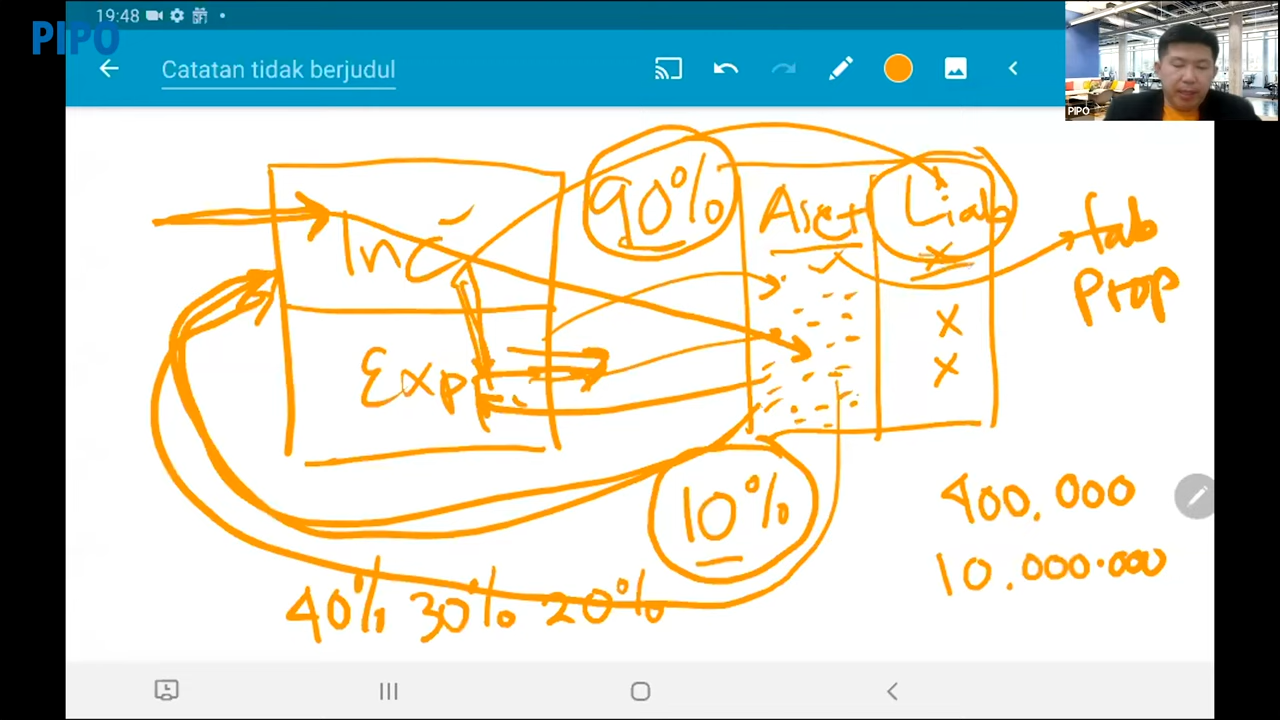 19:48
PIPO
Catatan tidak berjudul
PIPO
90%
Inc
Aset
Liab
x
tab
prop
Exp
x
x
10%
400.000
10.000.000
40% 30% 20%